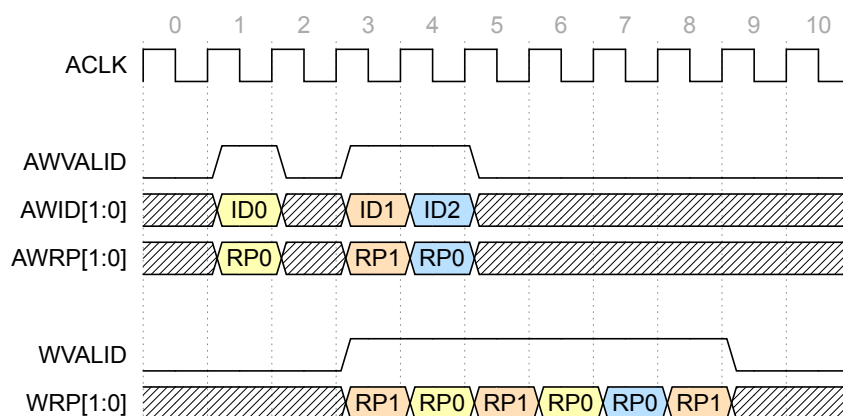 0 1 2 3 4 5 6 7 8 9 10
ACLK
AWVALID
AWID[1:0] ID0 ID1 ID2
AWRP[1:0] RP0 RP1 RP0
WVALID
WRP[1:0] RP1 RP0 RP1 RP0 RP0 RP1